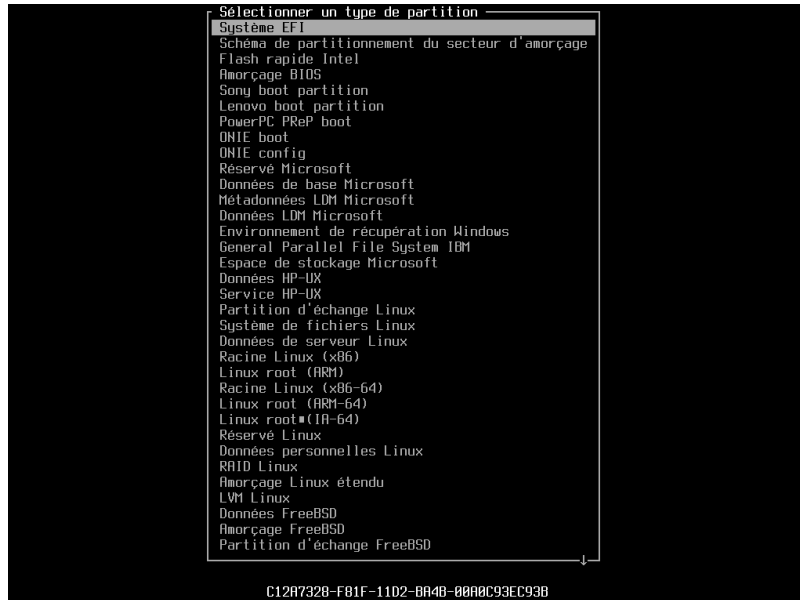 Sélectionner un type de partition
Système EFI
Schéma de partitionnement du secteur d'amorçage
Flash rapide Intel
Amorçage BIOS
Sony boot partition
Lenovo boot partition
PowerPC PReP boot
ONIE boot
ONIE config
Réservé Microsoft
Données de base Microsoft
Métadonnées LDM Microsoft
Données LDM Microsoft
Environnement de récupération Windows
General Parallel File System IBM
Espace de stockage Microsoft
Données HP-UX
Service HP-UX
Partition d'échange Linux
Système de fichiers Linux
Données de serveur Linux
Racine Linux (x86)
Linux root (ARM)
Racine Linux (x86-64)
Linux root (ARM-64)
Linux root▪(IA-64)
Réservé Linux
Données personnelles Linux
RAID Linux
Amorçage Linux étendu
LVM Linux
Données FreeBSD
Amorçage FreeBSD
Partition d'échange FreeBSD
↓
C12A7328-F81F-11D2-BA4B-00A0C93EC93B